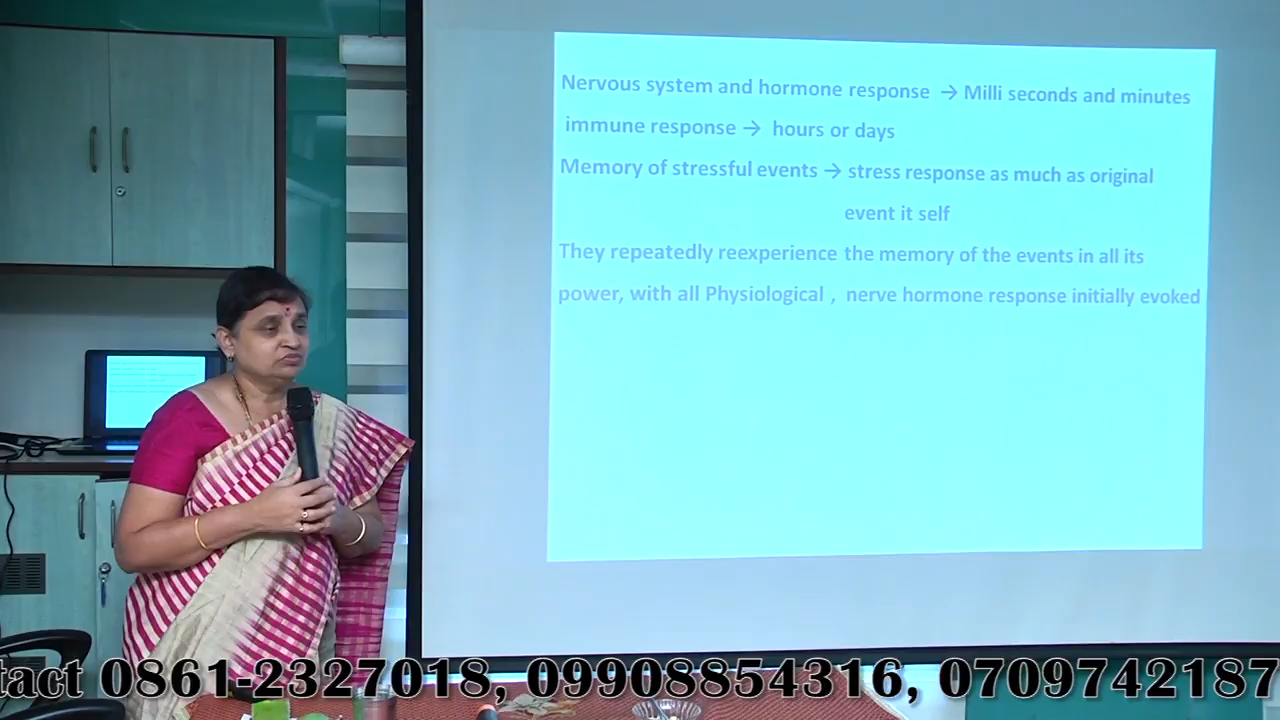 Nervous system and hormone response → Milli seconds and minutes
immune response → hours or days
Memory of stressful events → stress response as much as original
event it self
They repeatedly reexperience the memory of the events in all its
power, with all Physiological , nerve hormone response initially evoked
tact 0861-2327018, 09908854316, 0709742187